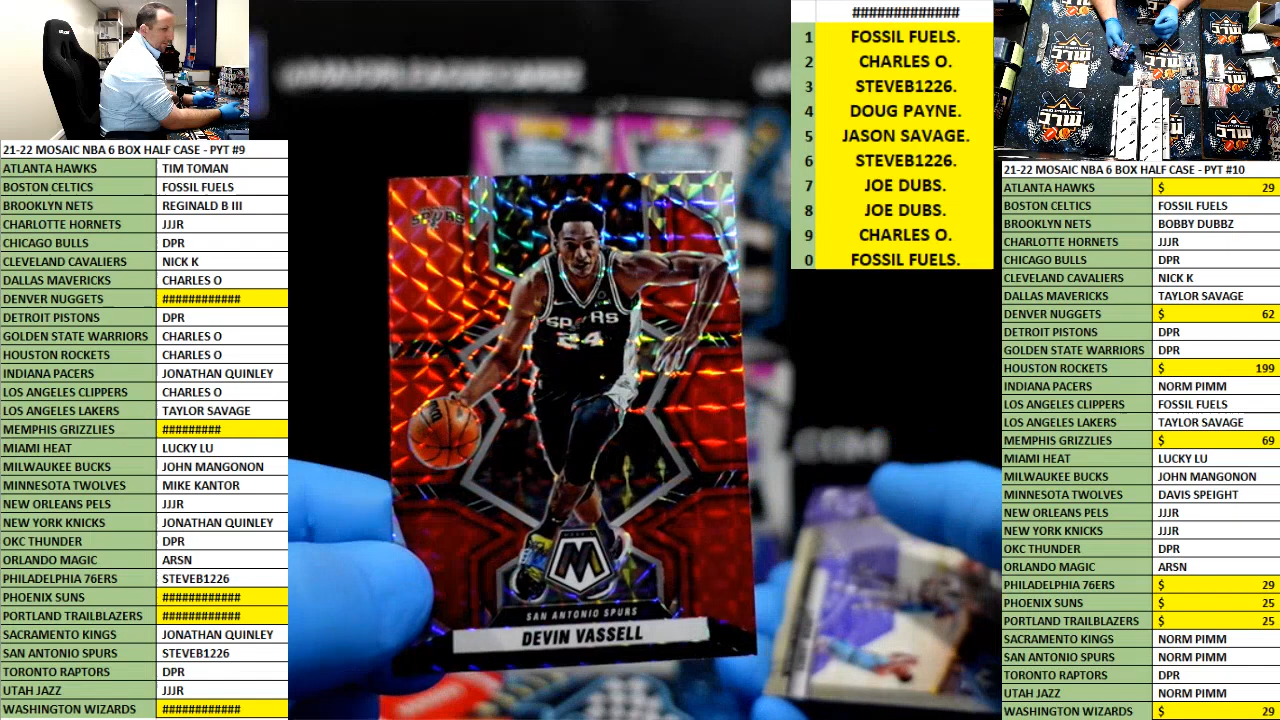 21-22 MOSAIC NBA 6 BOX HALF CASE - PYT #9
ATLANTA HAWKS TIM TOMAN
BOSTON CELTICS FOSSIL FUELS
BROOKLYN NETS REGINALD B III
CHARLOTTE HORNETS JJJR
CHICAGO BULLS DPR
CLEVELAND CAVALIERS NICK K
DALLAS MAVERICKS CHARLES O
DENVER NUGGETS ############
DETROIT PISTONS DPR
GOLDEN STATE WARRIORS CHARLES O
HOUSTON ROCKETS CHARLES O
INDIANA PACERS JONATHAN QUINLEY
LOS ANGELES CLIPPERS CHARLES O
LOS ANGELES LAKERS TAYLOR SAVAGE
MEMPHIS GRIZZLIES #########
MIAMI HEAT LUCKY LU
MILWAUKEE BUCKS JOHN MANGONON
MINNESOTA TWOLVES MIKE KANTOR
NEW ORLEANS PELS JJJR
NEW YORK KNICKS JONATHAN QUINLEY
OKC THUNDER DPR
ORLANDO MAGIC ARSN
PHILADELPHIA 76ERS STEVEB1226
PHOENIX SUNS ############
PORTLAND TRAILBLAZERS ############
SACRAMENTO KINGS JONATHAN QUINLEY
SAN ANTONIO SPURS STEVEB1226
TORONTO RAPTORS DPR
UTAH JAZZ JJJR
WASHINGTON WIZARDS ############
SPURS
SPURS
24
M
SAN ANTONIO SPURS
DEVIN VASSELL
#############
1 FOSSIL FUELS.
2 CHARLES O.
3 STEVEB1226.
4 DOUG PAYNE.
5 JASON SAVAGE.
6 STEVEB1226.
7 JOE DUBS.
8 JOE DUBS.
9 CHARLES O.
0 FOSSIL FUELS.
21-22 MOSAIC NBA 6 BOX HALF CASE - PYT #10
ATLANTA HAWKS $ 29
BOSTON CELTICS FOSSIL FUELS
BROOKLYN NETS BOBBY DUBBZ
CHARLOTTE HORNETS JJJR
CHICAGO BULLS DPR
CLEVELAND CAVALIERS NICK K
DALLAS MAVERICKS TAYLOR SAVAGE
DENVER NUGGETS $ 62
DETROIT PISTONS DPR
GOLDEN STATE WARRIORS DPR
HOUSTON ROCKETS $ 199
INDIANA PACERS NORM PIMM
LOS ANGELES CLIPPERS FOSSIL FUELS
LOS ANGELES LAKERS TAYLOR SAVAGE
MEMPHIS GRIZZLIES $ 69
MIAMI HEAT LUCKY LU
MILWAUKEE BUCKS JOHN MANGONON
MINNESOTA TWOLVES DAVIS SPEIGHT
NEW ORLEANS PELS JJJR
NEW YORK KNICKS JJJR
OKC THUNDER DPR
ORLANDO MAGIC ARSN
PHILADELPHIA 76ERS $ 29
PHOENIX SUNS $ 25
PORTLAND TRAILBLAZERS $ 25
SACRAMENTO KINGS NORM PIMM
SAN ANTONIO SPURS NORM PIMM
TORONTO RAPTORS DPR
UTAH JAZZ NORM PIMM
WASHINGTON WIZARDS $ 29